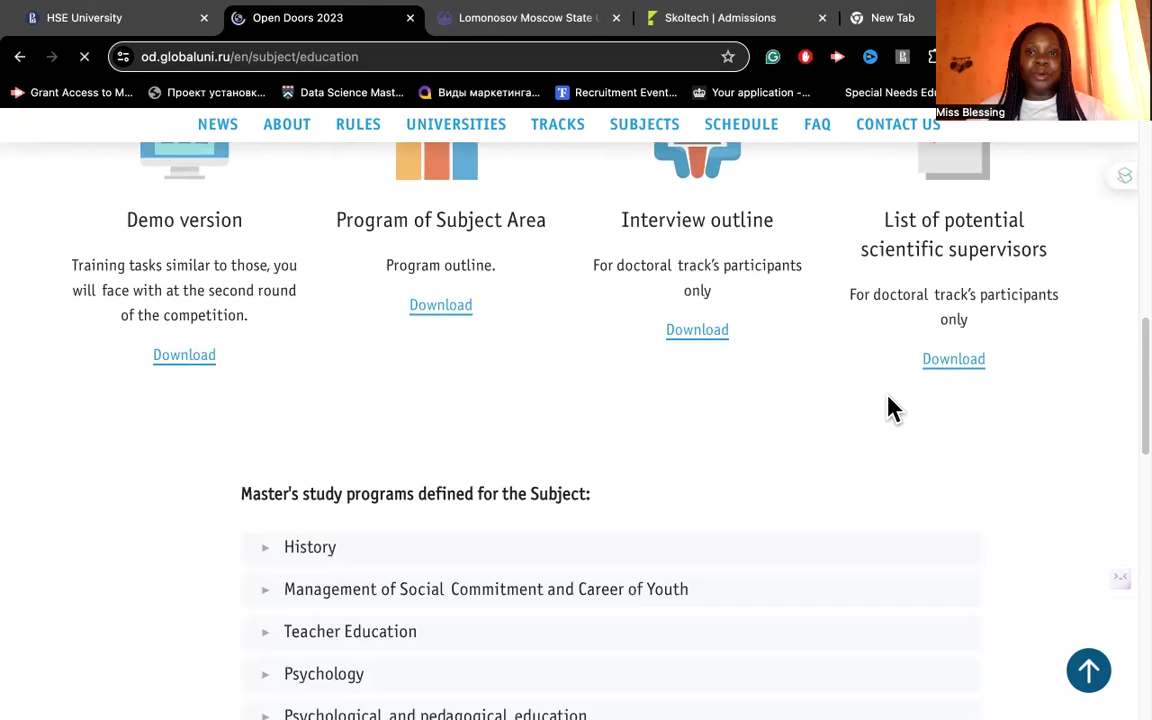 HSE University
Open Doors 2023
Lomonosov Moscow State U
Skoltech | Admissions
New Tab
od.globaluni.ru/en/subject/education
Grant Access to M...
Проект установк...
Data Science Mast...
Виды маркетинга...
Recruitment Event...
Your application -...
Special Needs Edu
Miss Blessing
NEWS
ABOUT
RULES
UNIVERSITIES
TRACKS
SUBJECTS
SCHEDULE
FAQ
CONTACT US
Demo version
Training tasks similar to those, you
will face with at the second round
of the competition.
Download
Program of Subject Area
Program outline.
Download
Interview outline
For doctoral track's participants
only
Download
List of potential
scientific supervisors
For doctoral track's participants
only
Download
Master's study programs defined for the Subject:
History
Management of Social Commitment and Career of Youth
Teacher Education
Psychology
Psychological and pedagogical education